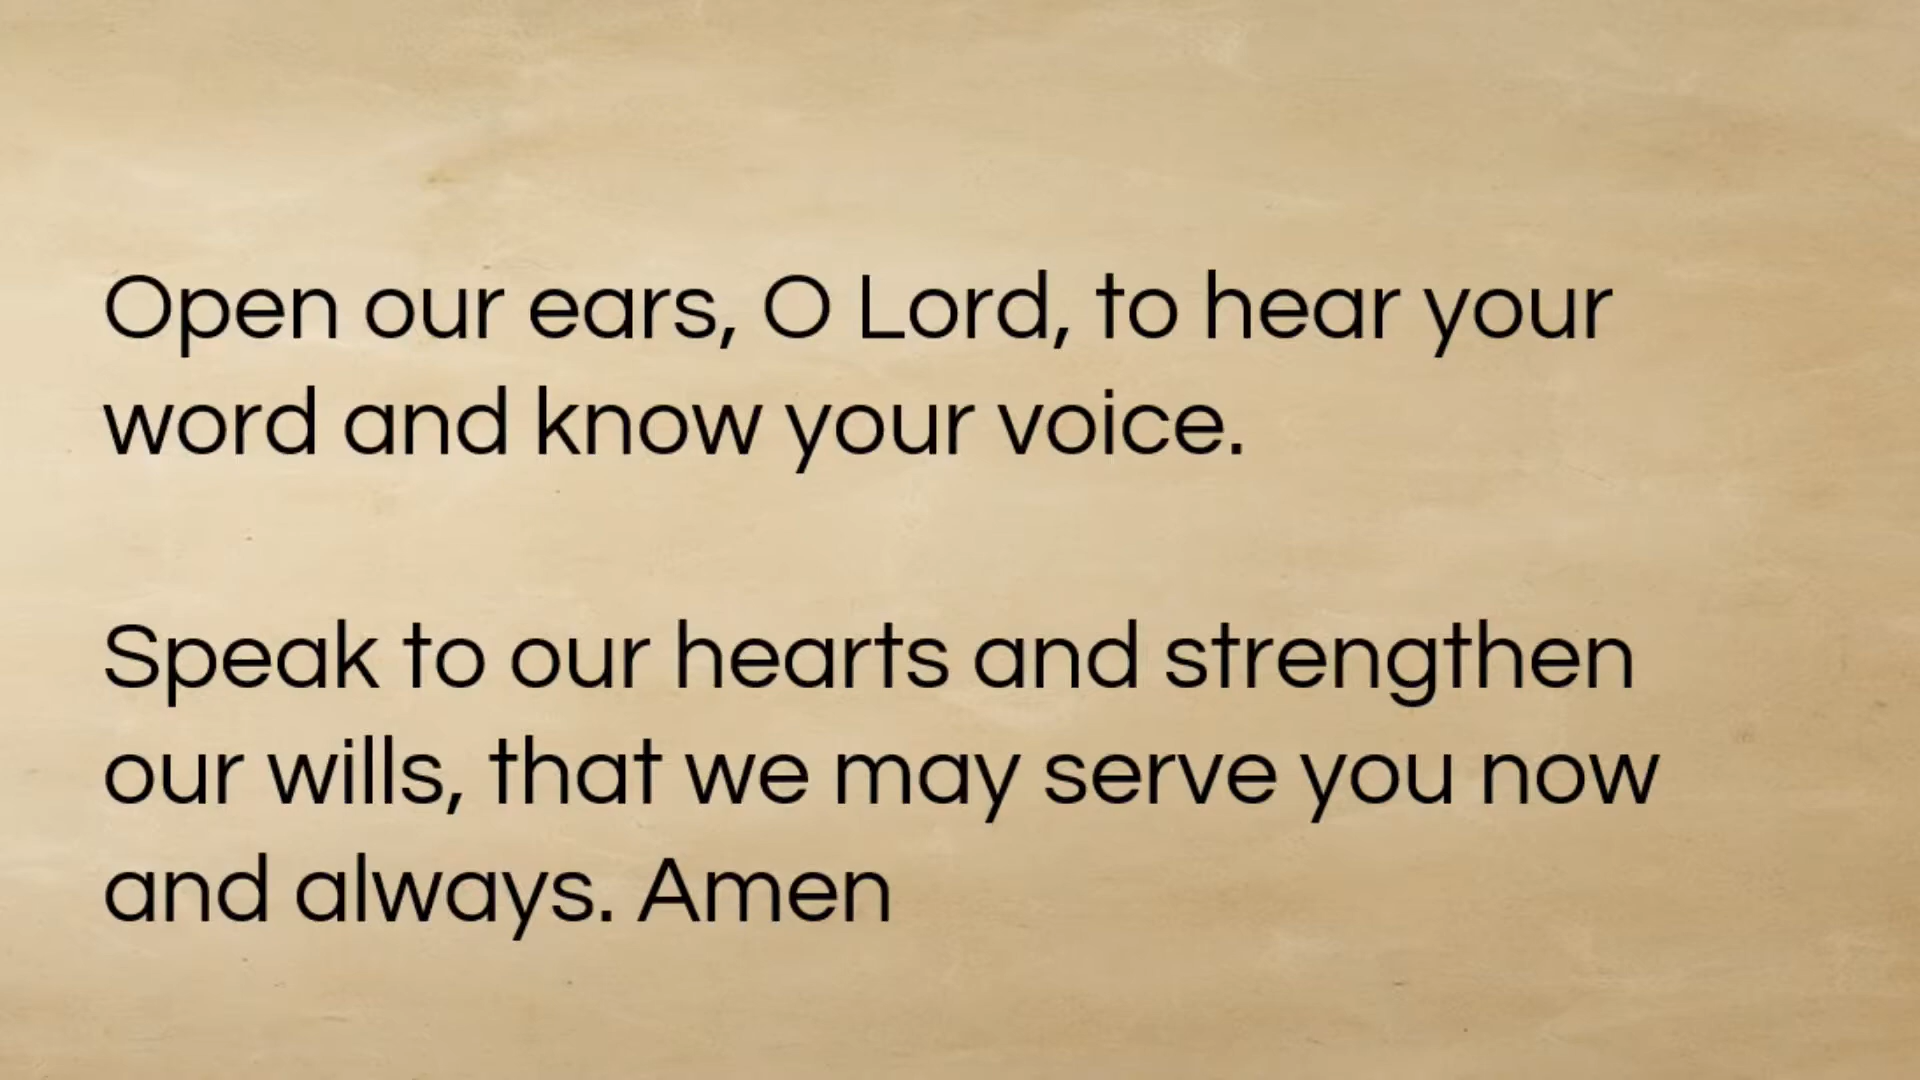 Open our ears, O Lord, to hear your
word and know your voice.
Speak to our hearts and strengthen
our wills, that we may serve you now
and always. Amen